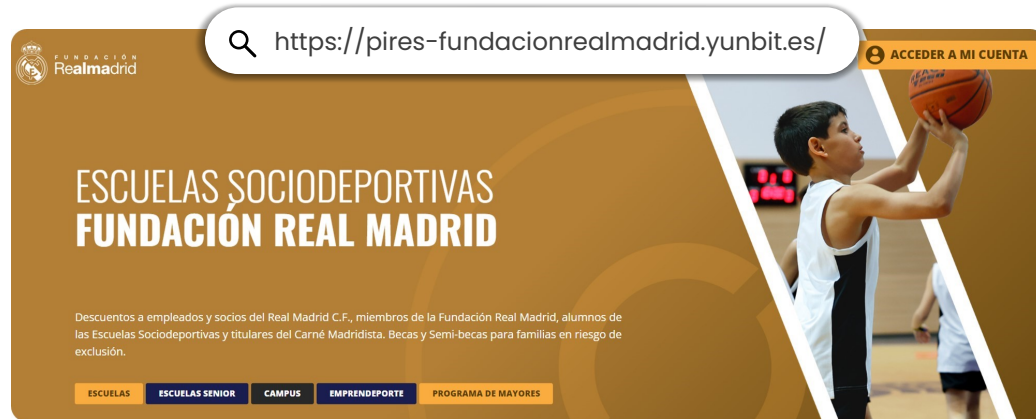 https://pires-fundacionrealmadrid.yunbit.es/
FUNDACIÓN
Realmadrid
ACCEDER A MI CUENTA
ESCUELAS SOCIODEPORTIVAS
FUNDACIÓN REAL MADRID
Descuentos a empleados y socios del Real Madrid C.F., miembros de la Fundación Real Madrid, alumnos de
las Escuelas Sociodeportivas y titulares del Carné Madridista. Becas y Semi-becas para familias en riesgo de
exclusión.
ESCUELAS
ESCUELAS SENIOR
CAMPUS
EMPRENDEPORTE
PROGRAMA DE MAYORES